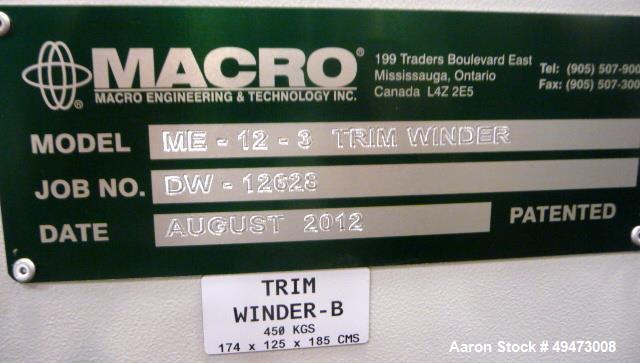 MACRO®
MACRO ENGINEERING & TECHNOLOGY INC.
199 Traders Boulevard East
Mississauga, Ontario
Canada L4Z 2E5
Tel: (905) 507-900
Fax: (905) 507-300
®
MODEL ME - 12 - 3 TRIM WINDER
JOB NO. DW - 12628
DATE AUGUST 2012
PATENTED
TRIM
WINDER-B
450 KGS
174 x 125 x 185 CMS
Aaron Stock # 49473008